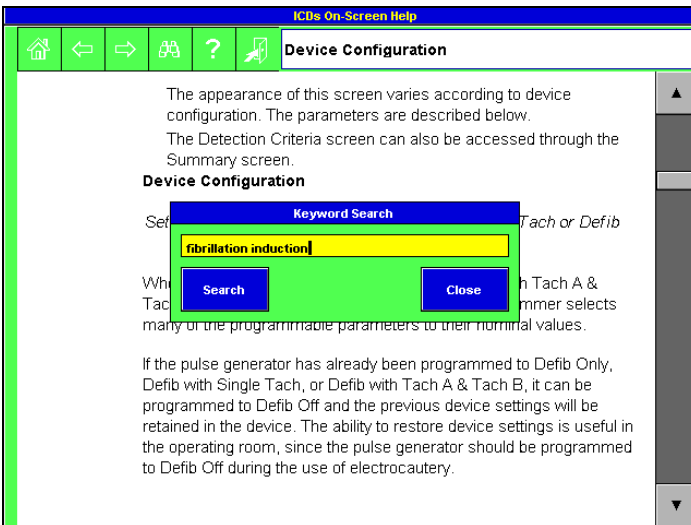 ICDs On-Screen Help
?
Device Configuration
The appearance of this screen varies according to device
configuration. The parameters are described below.
The Detection Criteria screen can also be accessed through the
Summary screen.
Device Configuration
Keyword Search
Tach or Defib
fibrillation induction
Search
Close
Tach A &
selects
many of the programmable parameters to their nominal values.
If the pulse generator has already been programmed to Defib Only,
Defib with Single Tach, or Defib with Tach A & Tach B, it can be
programmed to Defib Off and the previous device settings will be
retained in the device. The ability to restore device settings is useful in
the operating room, since the pulse generator should be programmed
to Defib Off during the use of electrocautery.